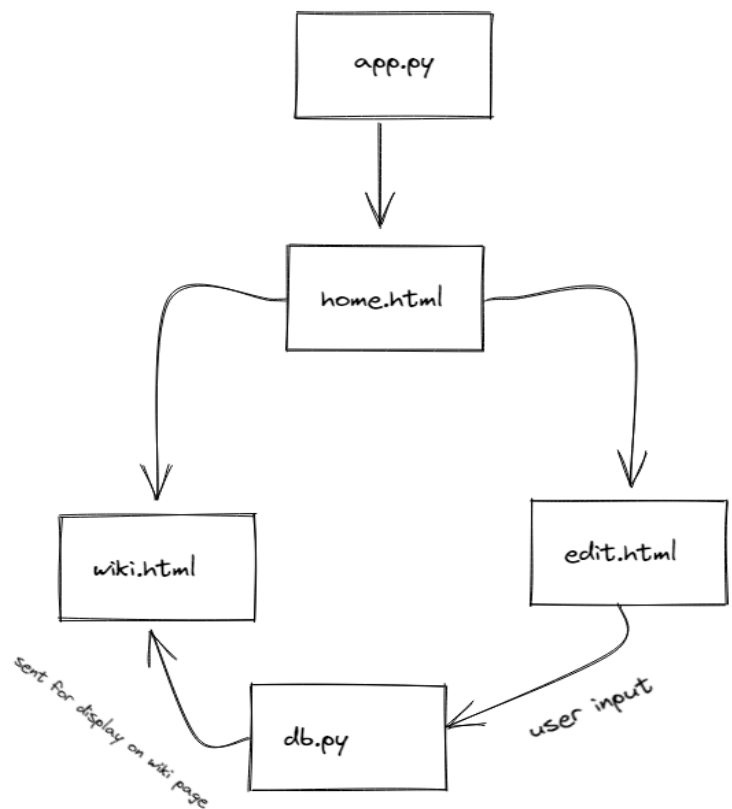 app.py
home.html
wiki.html
edit.html
sent for display on wiki page
db.py
user input